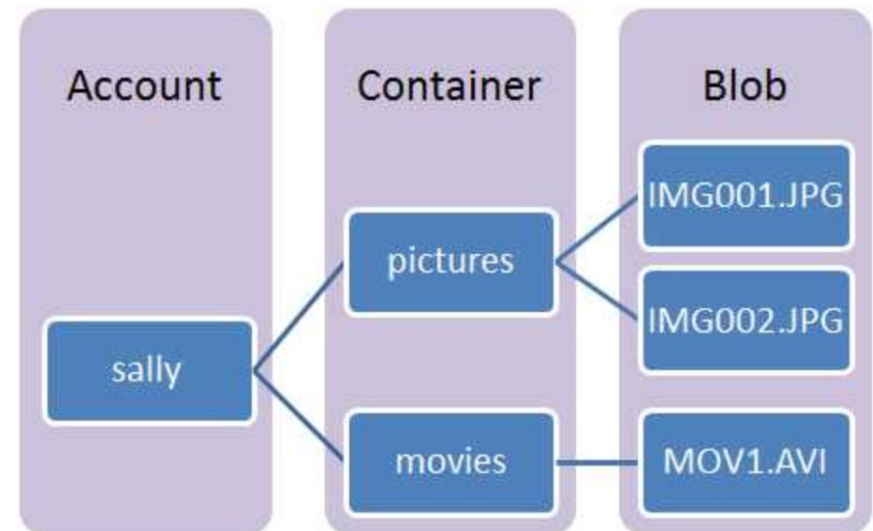 Account
Container
Blob
IMG001.JPG
pictures
IMG002.JPG
sally
movies
MOV1.AVI